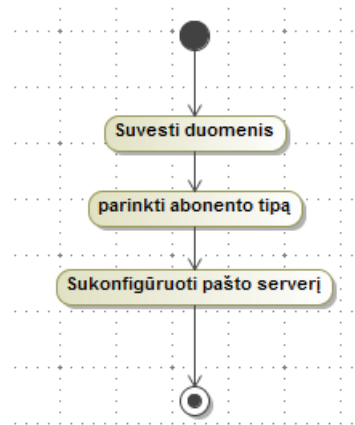 Suvesti duomenis
parinkti abonento tipą
Sukonfigūruoti pašto serverį